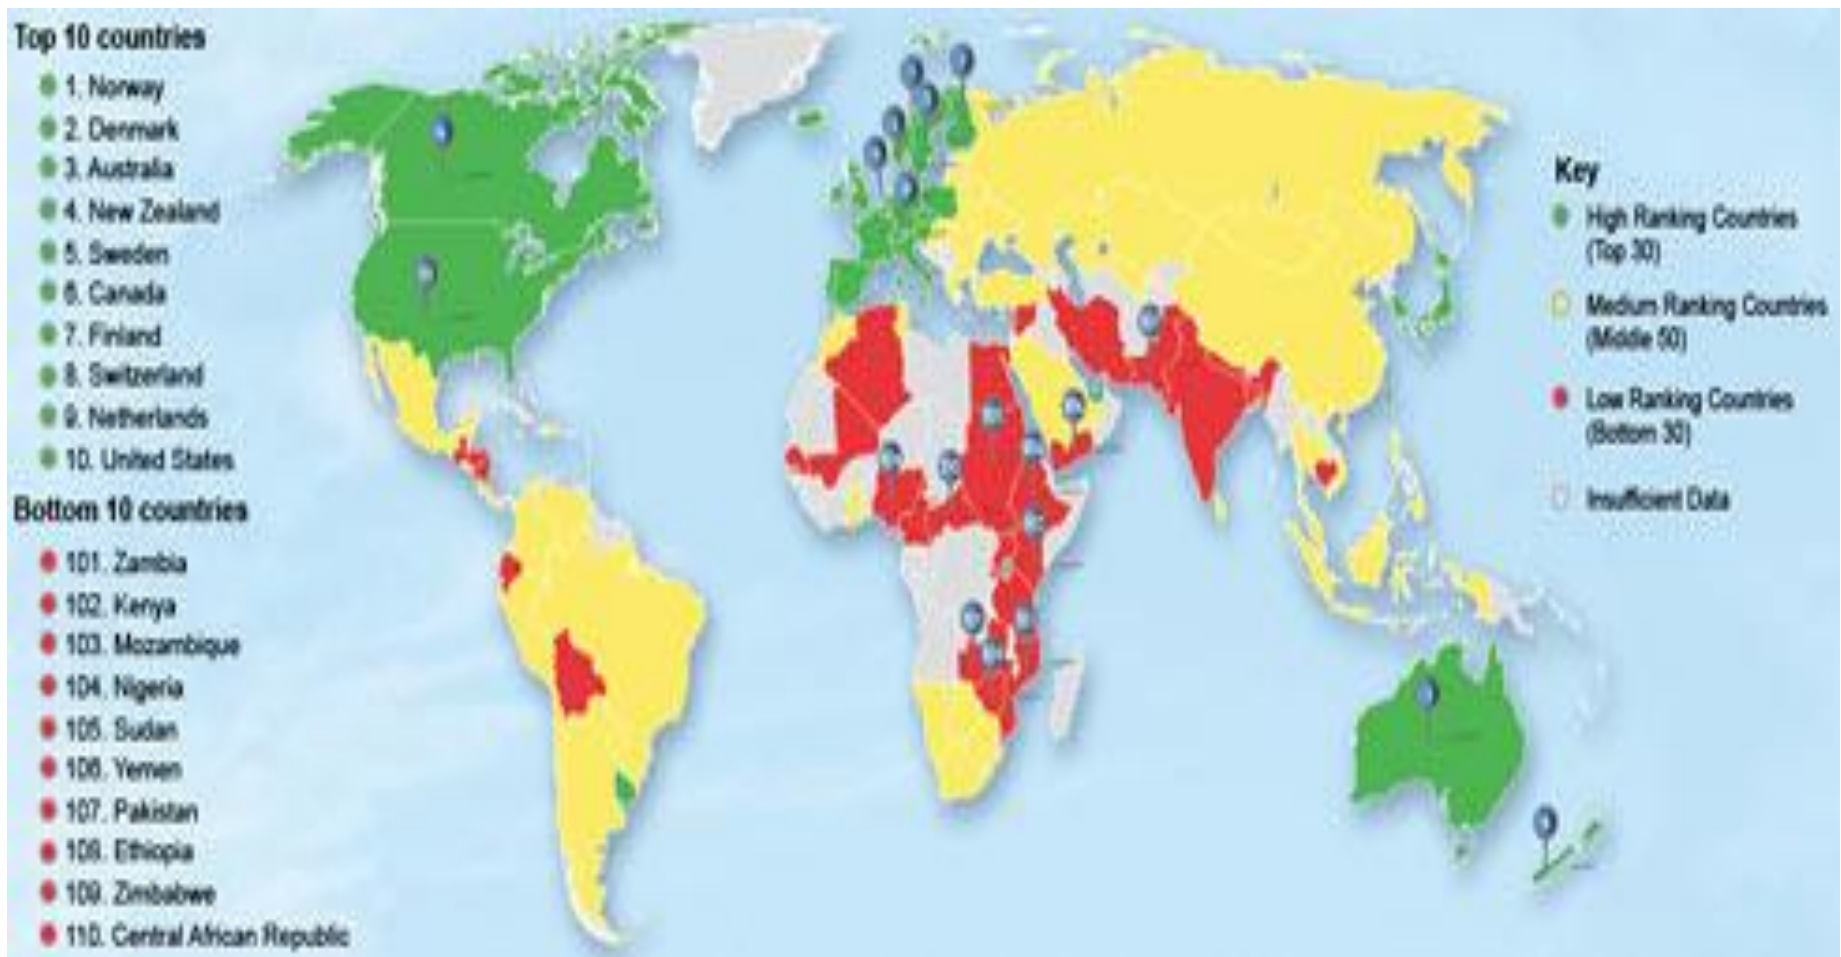 Top 10 countries
1. Norway
2. Denmark
3. Australia
4. New Zealand
5. Sweden
6. Canada
7. Finland
8. Switzerland
9. Netherlands
10. United States
Bottom 10 countries
101. Zambia
102. Kenya
103. Mozambique
104. Nigeria
105. Sudan
106. Yemen
107. Pakistan
108. Ethiopia
109. Zimbabwe
110. Central African Republic
Key
High Ranking Countries
(Top 30)
Medium Ranking Countries
(Middle 50)
Low Ranking Countries
(Bottom 30)
Insufficient Data